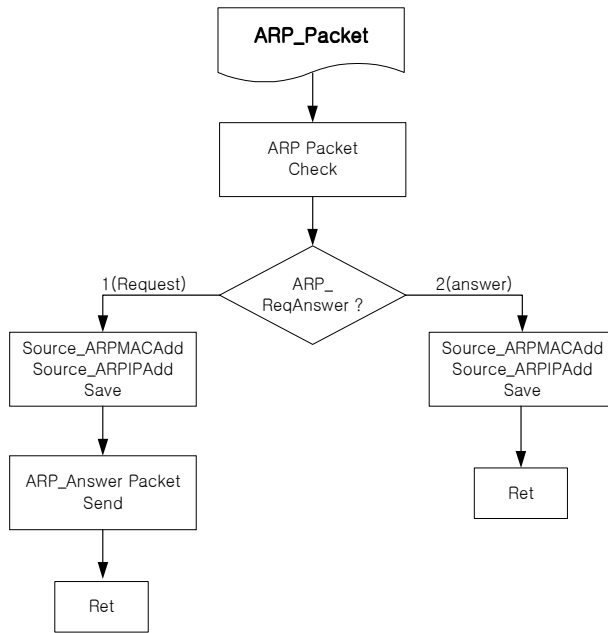 ARP_Packet
ARP Packet
Check
ARP_
ReqAnswer ?
1(Request)
2(answer)
Source_ARPMACAdd
Source_ARPIPAdd
Save
Source_ARPMACAdd
Source_ARPIPAdd
Save
ARP_Answer Packet
Send
Ret
Ret